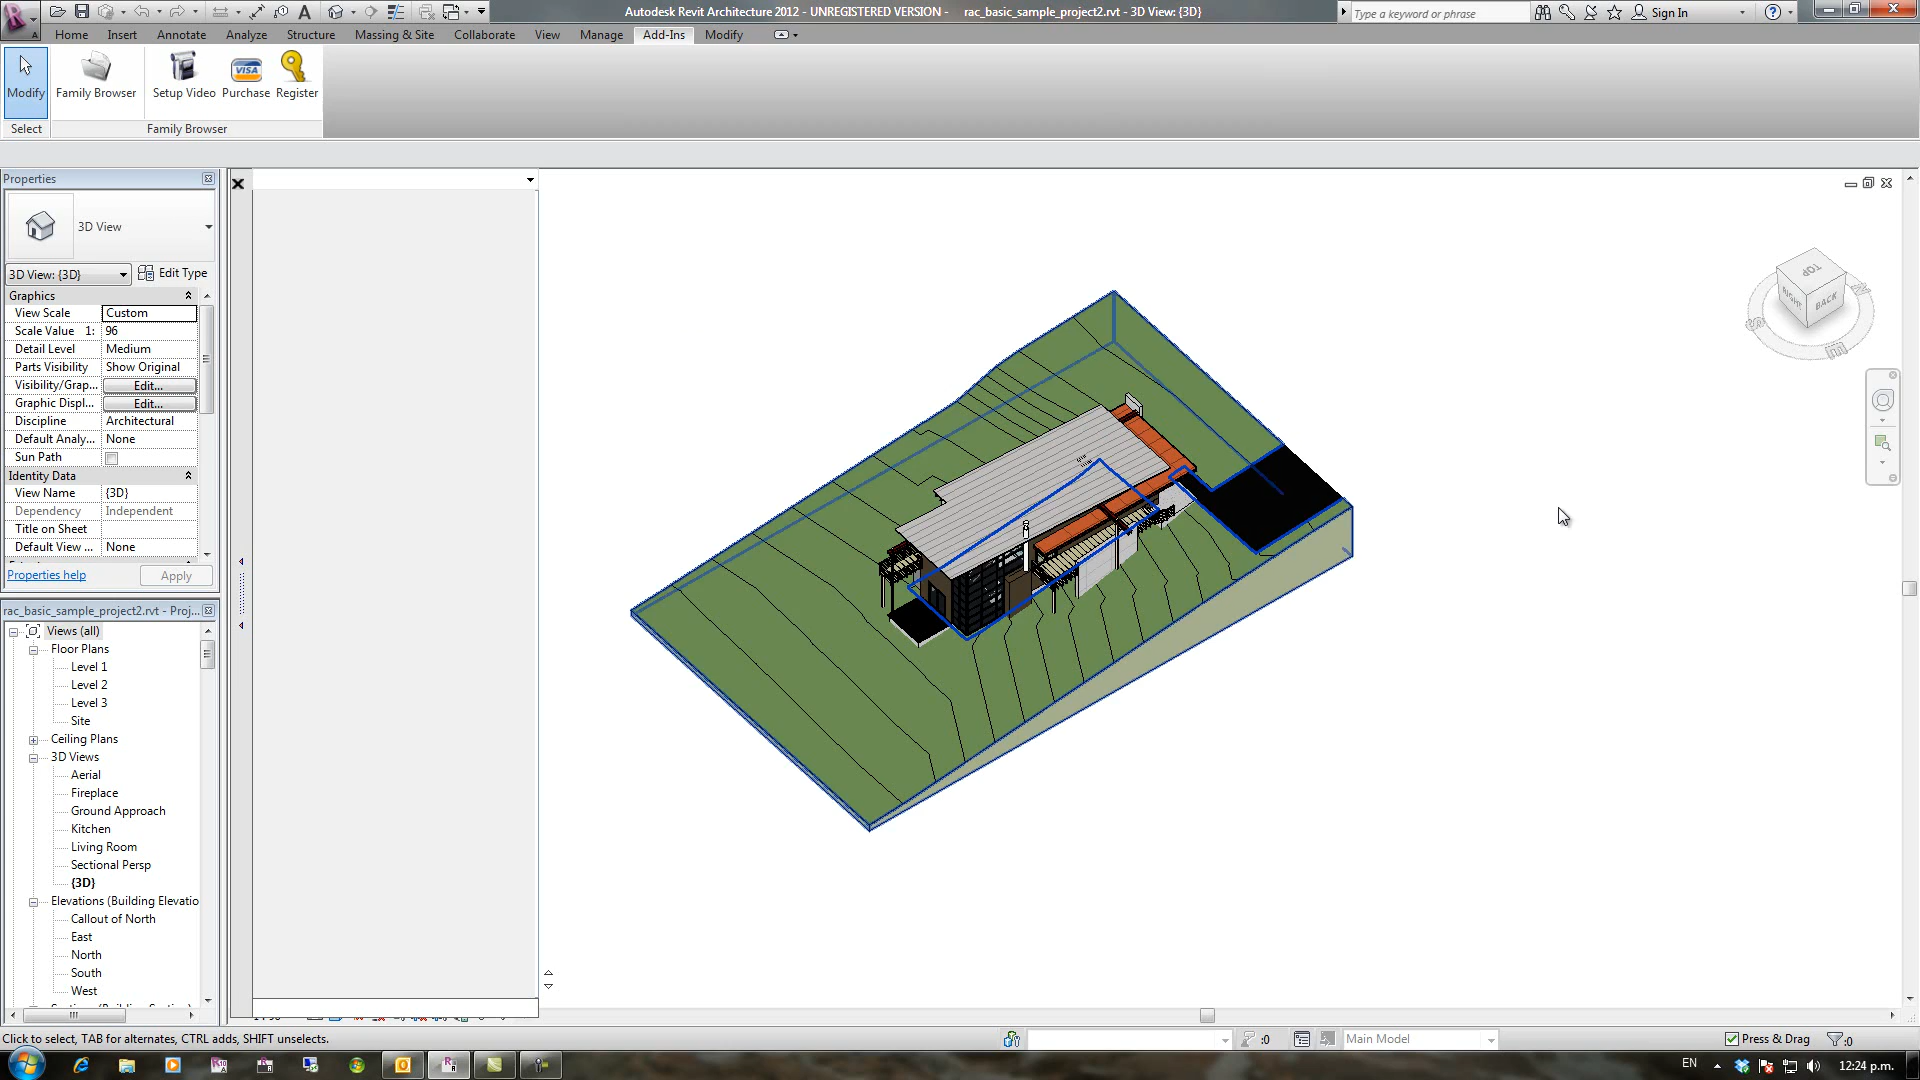 Autodesk Revit Architecture 2012 - UNREGISTERED VERSION - rac_basic_sample_project2.rvt - 3D View: {3D}
Type a keyword or phrase
Sign In
Home Insert Annotate Analyze Structure Massing & Site Collaborate View Manage Add-Ins Modify
Modify Family Browser Setup Video Purchase Register
VISA
Select Family Browser
Properties
3D View
3D View: {3D} Edit Type
Graphics
View Scale Custom
Scale Value 1: 96
Detail Level Medium
Parts Visibility Show Original
Visibility/Grap... Edit...
Graphic Displ... Edit...
Discipline Architectural
Default Analy... None
Sun Path
Identity Data
View Name {3D}
Dependency Independent
Title on Sheet
Default View ... None
Properties help Apply
rac_basic_sample_project2.rvt - Proj...
Views (all)
Floor Plans
Level 1
Level 2
Level 3
Site
Ceiling Plans
3D Views
Aerial
Fireplace
Ground Approach
Kitchen
Living Room
Sectional Persp
{3D}
Elevations (Building Elevatio
Callout of North
East
North
South
West
TOP
RIGHT
BACK
N
S
E
Click to select, TAB for alternates, CTRL adds, SHIFT unselects.
:0
Main Model
Press & Drag
:0
EN
12:24 p.m.